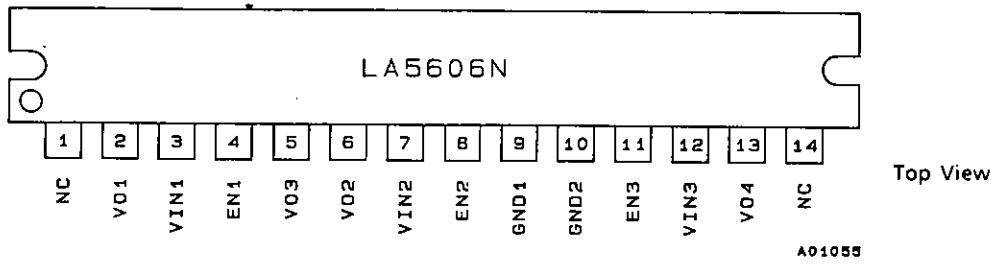 LA5606N
1 2 3 4 5 6 7 8 9 10 11 12 13 14
NC VO1 VIN1 EN1 VO3 VO2 VIN2 EN2 GND1 GND2 EN3 VIN3 VO4 NC
Top View
A01055